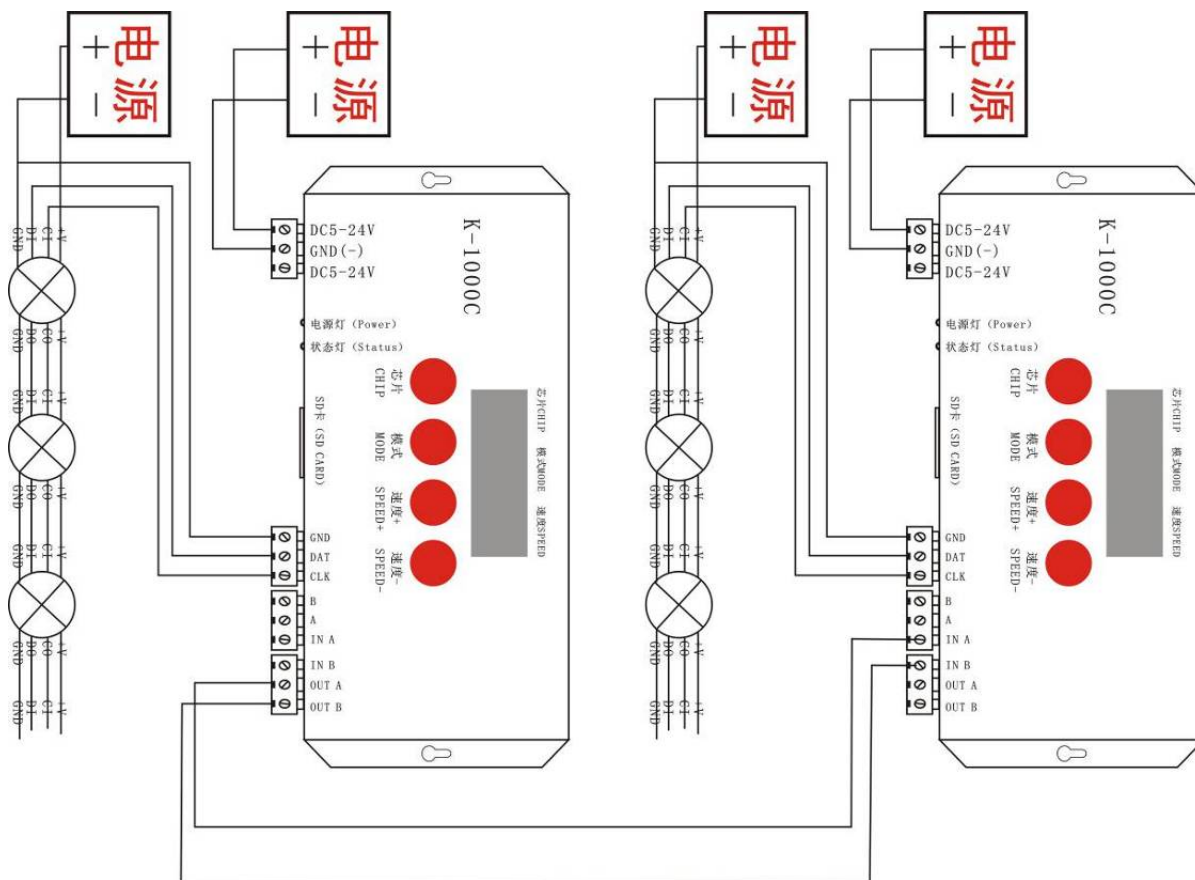 电源
+
−
电源
+
−
电源
+
−
电源
+
−
GND DI CI +V
GND DO CO +V
GND DI CI +V
GND DO CO +V
GND DI CI +V
GND DO CO +V
GND DI CI +V
K-1000C
DC5-24V
GND(-)
DC5-24V
电源灯(Power)
状态灯(Status)
SD卡(SD CARD)
芯片
CHIP
模式
MODE
速度+
SPEED+
速度-
SPEED-
芯片CHIP 模式MODE 速度SPEED
GND
DAT
CLK
B
A
IN A
IN B
OUT A
OUT B
GND DI CI +V
GND DO CO +V
GND DI CI +V
GND DO CO +V
GND DI CI +V
GND DO CO +V
GND DI CI +V
K-1000C
DC5-24V
GND(-)
DC5-24V
电源灯(Power)
状态灯(Status)
SD卡(SD CARD)
芯片
CHIP
模式
MODE
速度+
SPEED+
速度-
SPEED-
芯片CHIP 模式MODE 速度SPEED
GND
DAT
CLK
B
A
IN A
IN B
OUT A
OUT B